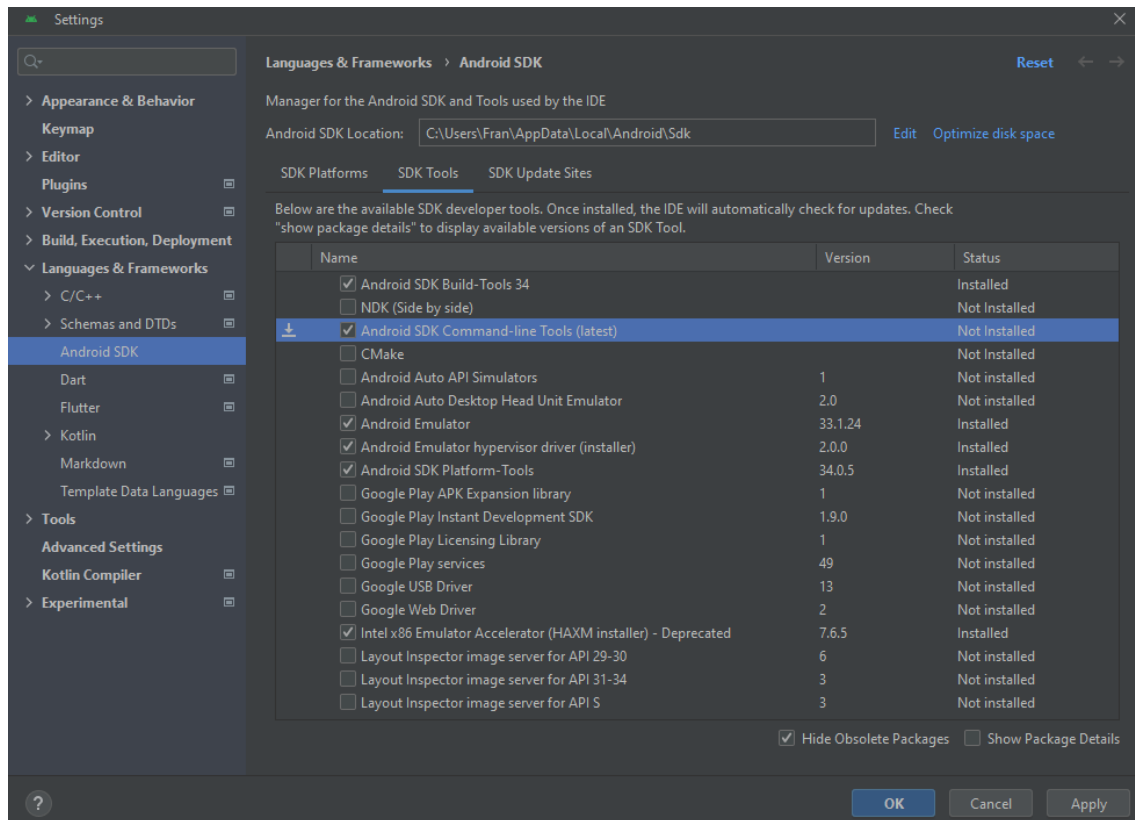 Settings
Languages & Frameworks › Android SDK Reset
Appearance & Behavior
Keymap
Editor
Plugins
Version Control
Build, Execution, Deployment
Languages & Frameworks
C/C++
Schemas and DTDs
Android SDK
Dart
Flutter
Kotlin
Markdown
Template Data Languages
Tools
Advanced Settings
Kotlin Compiler
Experimental
Manager for the Android SDK and Tools used by the IDE
Android SDK Location: C:\Users\Fran\AppData\Local\Android\Sdk Edit Optimize disk space
SDK Platforms SDK Tools SDK Update Sites
Below are the available SDK developer tools. Once installed, the IDE will automatically check for updates. Check
"show package details" to display available versions of an SDK Tool.
Name Version Status
Android SDK Build-Tools 34 Installed
NDK (Side by side) Not Installed
Android SDK Command-line Tools (latest) Not Installed
CMake Not Installed
Android Auto API Simulators 1 Not installed
Android Auto Desktop Head Unit Emulator 2.0 Not installed
Android Emulator 33.1.24 Installed
Android Emulator hypervisor driver (installer) 2.0.0 Installed
Android SDK Platform-Tools 34.0.5 Installed
Google Play APK Expansion library 1 Not installed
Google Play Instant Development SDK 1.9.0 Not installed
Google Play Licensing Library 1 Not installed
Google Play services 49 Not installed
Google USB Driver 13 Not installed
Google Web Driver 2 Not installed
Intel x86 Emulator Accelerator (HAXM installer) - Deprecated 7.6.5 Installed
Layout Inspector image server for API 29-30 6 Not installed
Layout Inspector image server for API 31-34 3 Not installed
Layout Inspector image server for API S 3 Not installed
Hide Obsolete Packages Show Package Details
? OK Cancel Apply